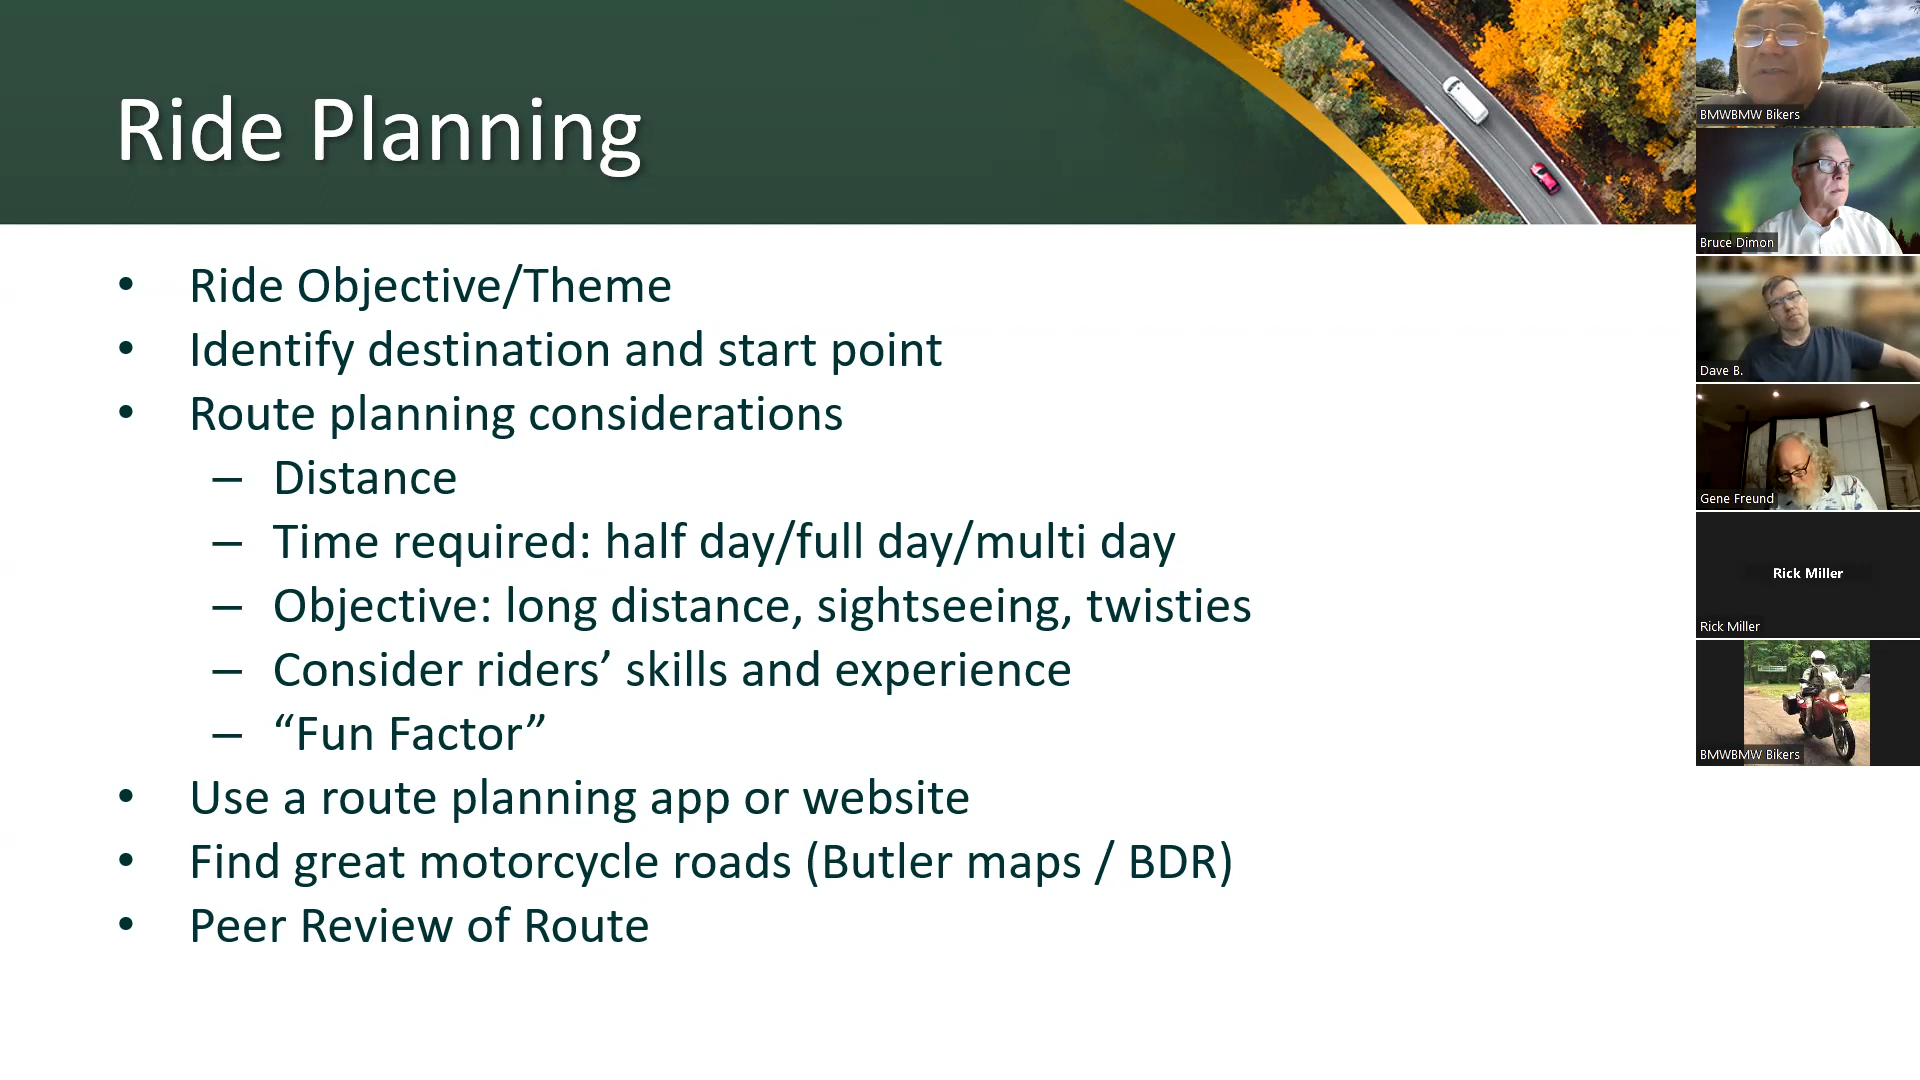 Ride Planning
• Ride Objective/Theme
• Identify destination and start point
• Route planning considerations
– Distance
– Time required: half day/full day/multi day
– Objective: long distance, sightseeing, twisties
– Consider riders’ skills and experience
– “Fun Factor”
• Use a route planning app or website
• Find great motorcycle roads (Butler maps / BDR)
• Peer Review of Route
BMWBMW Bikers
Bruce Dimon
Dave B.
Gene Freund
Rick Miller
Rick Miller
BMWBMW Bikers